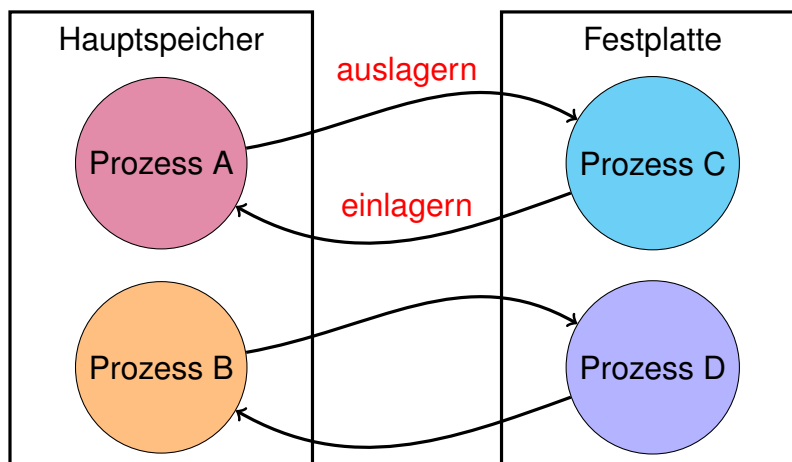 Hauptspeicher
Festplatte
auslagern
Prozess A
Prozess C
einlagern
Prozess B
Prozess D